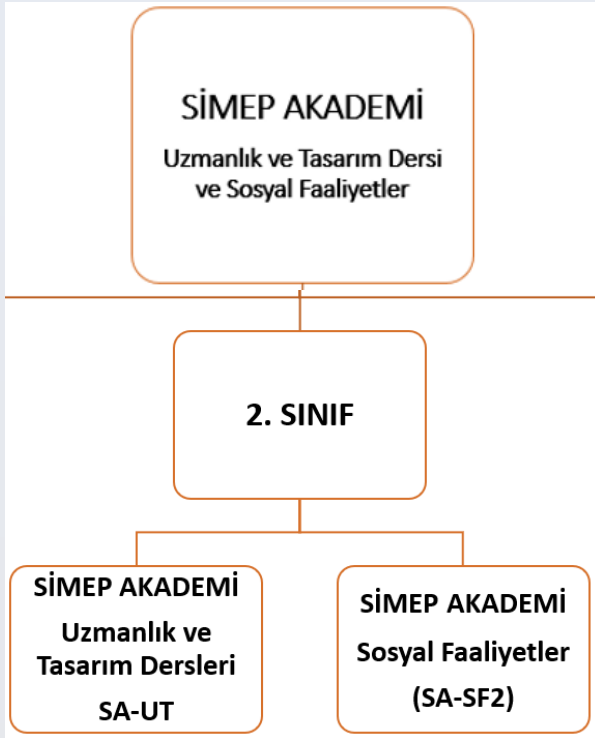 SİMEP AKADEMİ
Uzmanlık ve Tasarım Dersi
ve Sosyal Faaliyetler
2. SINIF
SİMEP AKADEMİ
Uzmanlık ve
Tasarım Dersleri
SA-UT
SİMEP AKADEMİ
Sosyal Faaliyetler
(SA-SF2)